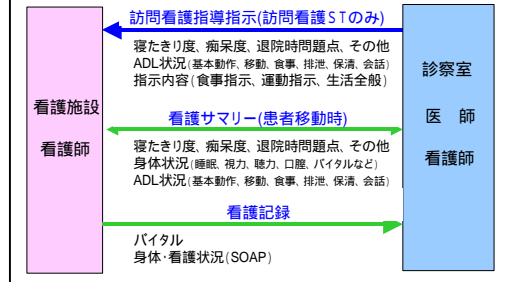 訪問看護指導指示(訪問看護STのみ)
寝たきり度、痴呆度、退院時問題点、その他
ADL状況(基本動作、移動、食事、排泄、保清、会話)
指示内容(食事指示、運動指示、生活全般)
看護施設
看護師
診察室
医 師
看護師
看護サマリー(患者移動時)
寝たきり度、痴呆度、退院時問題点、その他
身体状況(睡眠、視力、聴力、口腔、バイタルなど)
ADL状況(基本動作、移動、食事、排泄、保清、会話)
看護記録
バイタル
身体・看護状況(SOAP)